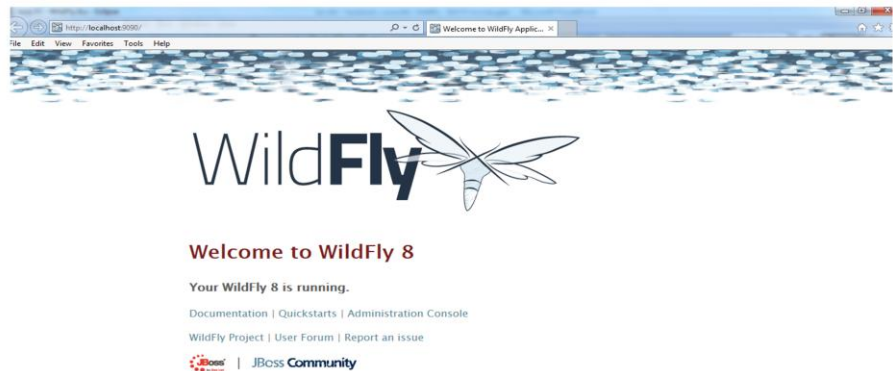 http://localhost:9090/
Welcome to WildFly Applic...
File Edit View Favorites Tools Help
WildFly
Welcome to WildFly 8
Your WildFly 8 is running.
Documentation | Quickstarts | Administration Console
WildFly Project | User Forum | Report an issue
JBoss | JBoss Community